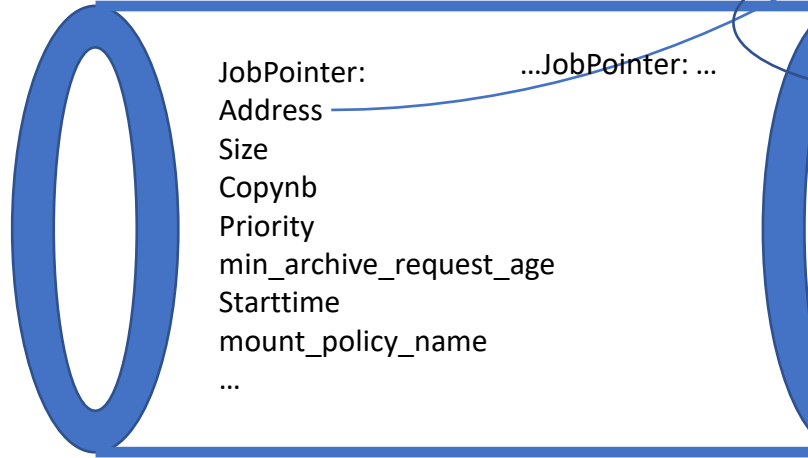 JobPointer:
Address
Size
Copynb
Priority
min_archive_request_age
Starttime
mount_policy_name
…
…JobPointer: …